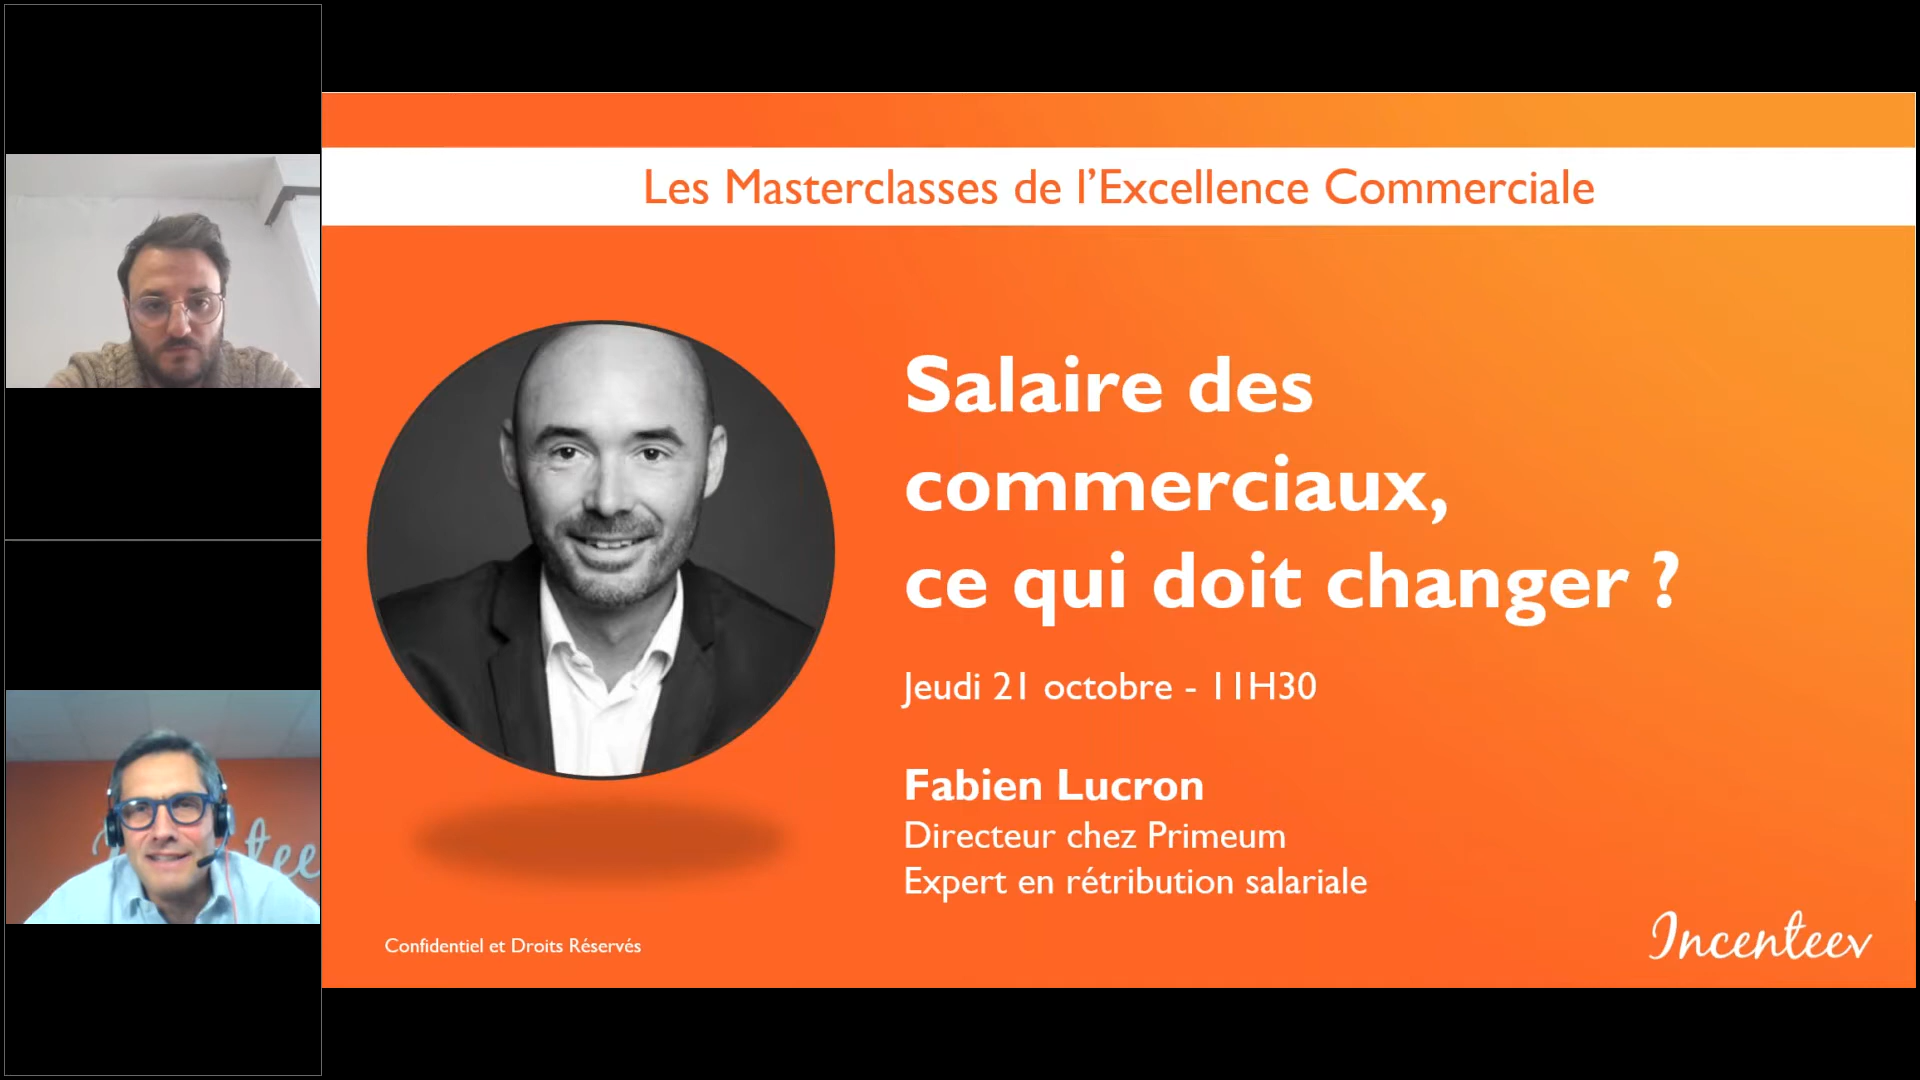 Les Masterclasses de l’Excellence Commerciale
Salaire des
commerciaux,
ce qui doit changer ?
Jeudi 21 octobre - 11H30
Fabien Lucron
Directeur chez Primeum
Expert en rétribution salariale
Confidentiel et Droits Réservés
Incenteev